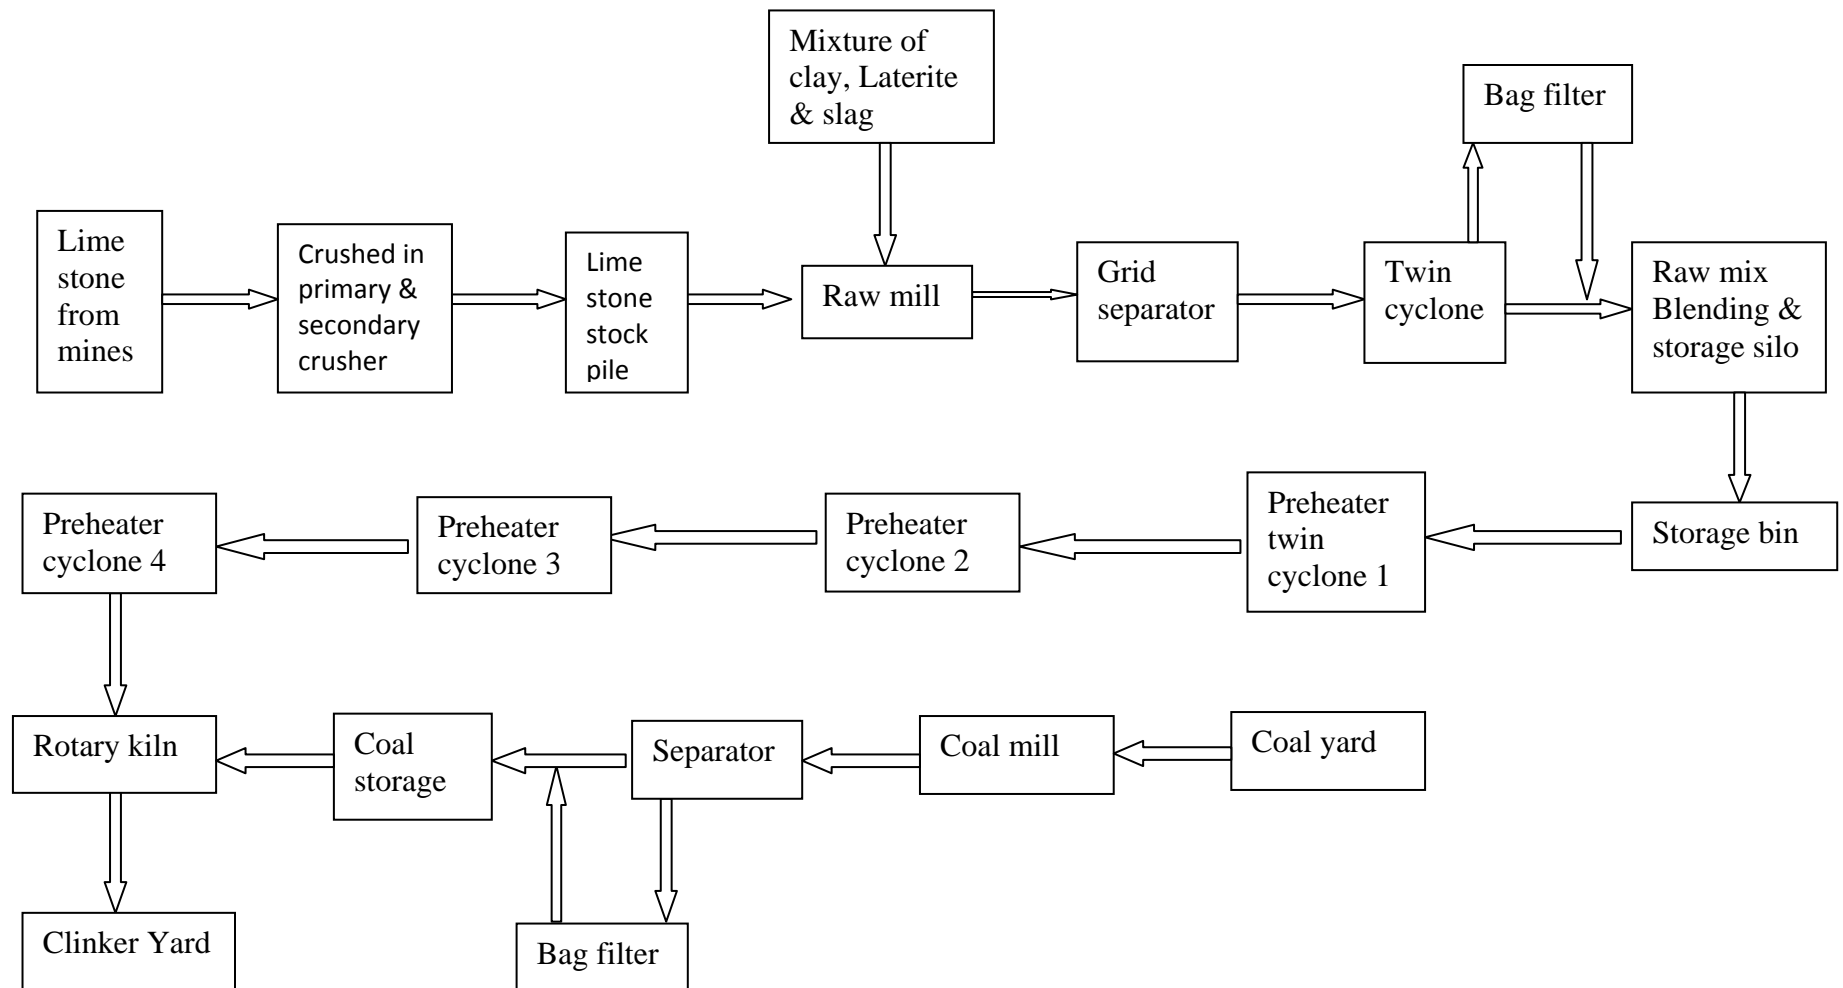 Mixture of
clay, Laterite
& slag
Bag filter
Lime
stone
from
mines
Crushed in
primary &
secondary
crusher
Lime
stone
stock
pile
Raw mill
Grid
separator
Twin
cyclone
Raw mix
Blending &
storage silo
Preheater
cyclone 4
Preheater
cyclone 3
Preheater
cyclone 2
Preheater
twin
cyclone 1
Storage bin
Rotary kiln
Coal
storage
Separator
Coal mill
Coal yard
Clinker Yard
Bag filter